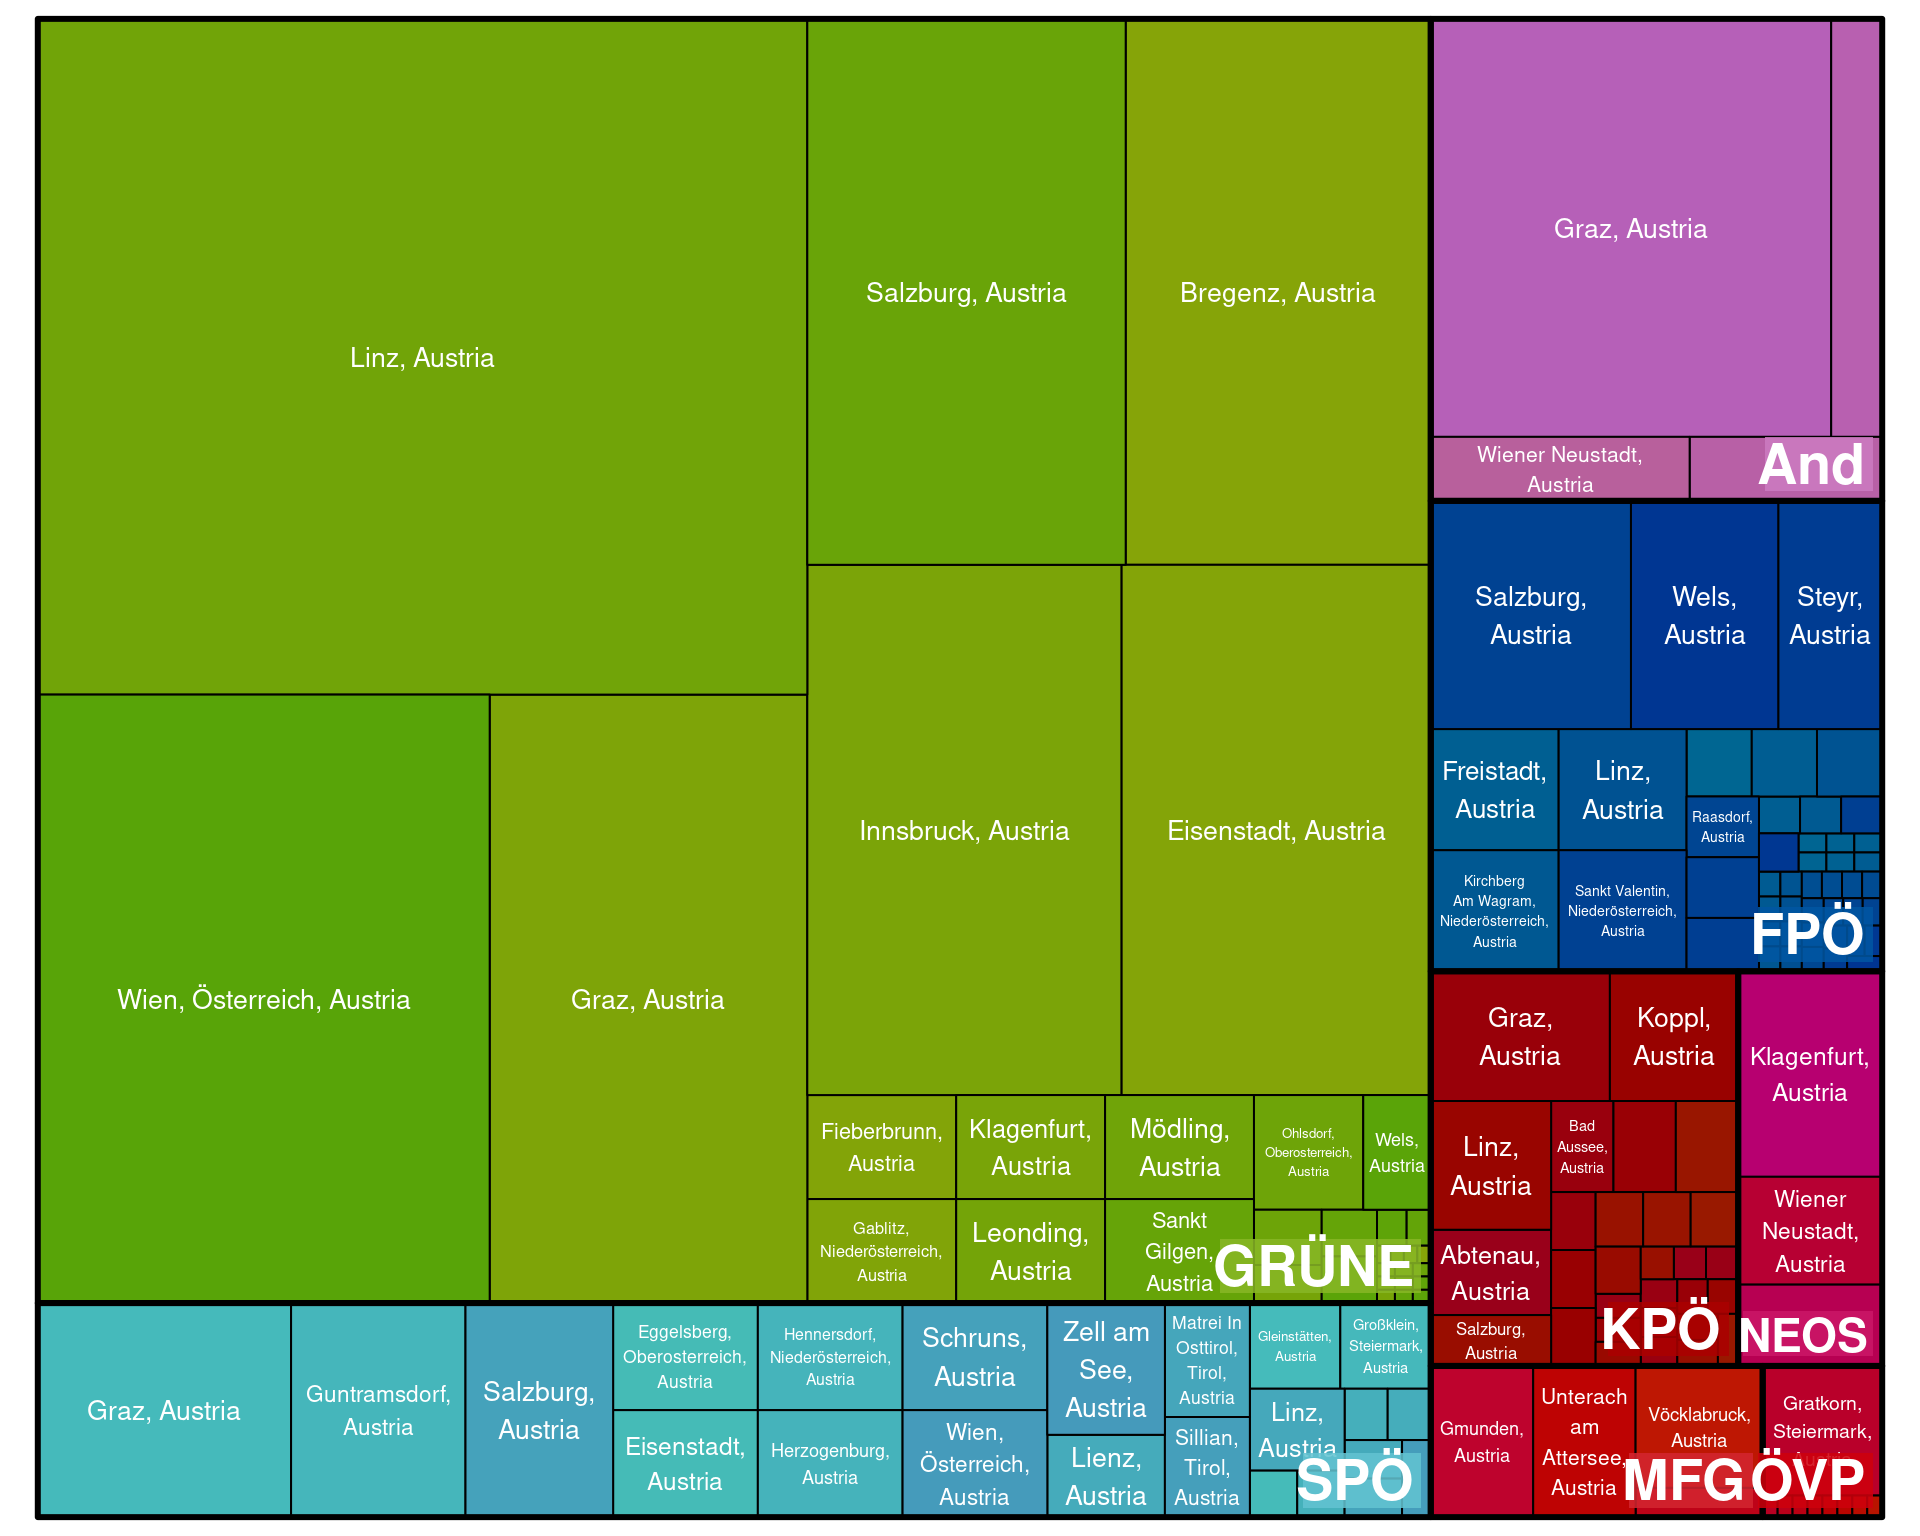 Linz, Austria
Salzburg, Austria
Bregenz, Austria
Wien, Österreich, Austria
Graz, Austria
Innsbruck, Austria
Eisenstadt, Austria
Fieberbrunn,
Austria
Klagenfurt,
Austria
Mödling,
Austria
Ohlsdorf,
Oberosterreich,
Austria
Wels,
Austria
Gablitz,
Niederösterreich,
Austria
Leonding,
Austria
Sankt
Gilgen,
Austria
GRÜNE
Graz, Austria
Guntramsdorf,
Austria
Salzburg,
Austria
Eggelsberg,
Oberosterreich,
Austria
Eisenstadt,
Austria
Hennersdorf,
Niederösterreich,
Austria
Herzogenburg,
Austria
Schruns,
Austria
Wien,
Österreich,
Austria
Zell am
See,
Austria
Lienz,
Austria
Matrei In
Osttirol,
Tirol,
Austria
Sillian,
Tirol,
Austria
Gleinstätten,
Austria
Großklein,
Steiermark,
Austria
Linz,
Austria
SPÖ
Graz, Austria
Wiener Neustadt,
Austria
And
Salzburg,
Austria
Wels,
Austria
Steyr,
Austria
Freistadt,
Austria
Linz,
Austria
Raasdorf,
Austria
Kirchberg
Am Wagram,
Niederösterreich,
Austria
Sankt Valentin,
Niederösterreich,
Austria
FPÖ
Graz,
Austria
Koppl,
Austria
Linz,
Austria
Bad
Aussee,
Austria
Abtenau,
Austria
Salzburg,
Austria
KPÖ
Klagenfurt,
Austria
Wiener
Neustadt,
Austria
NEOS
Gmunden,
Austria
Unterach
am
Attersee,
Austria
Vöcklabruck,
Austria
MFG
Gratkorn,
Steiermark,
ÖVP